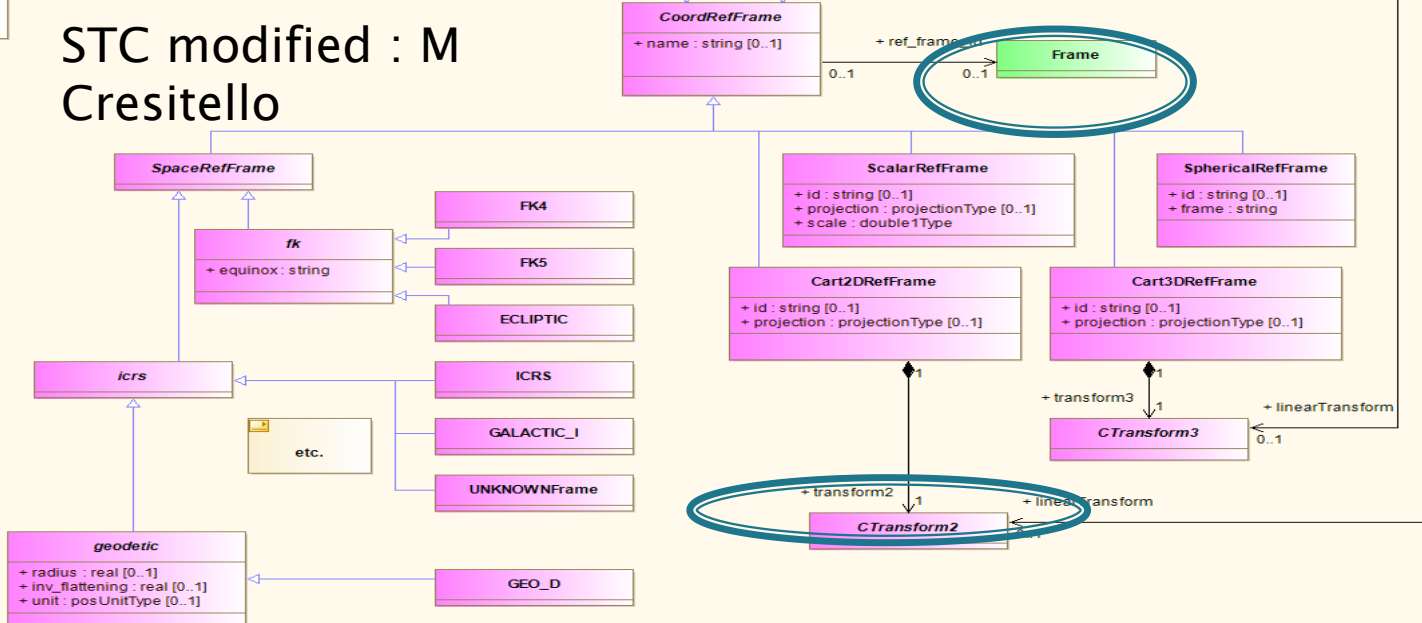 STC modified : M
Cresitello
CoordRefFrame
+ name : string [0..1]
0..1
0..1
Frame
SpaceRefFrame
fk
+ equinox : string
FK4
FK5
ECLIPTIC
ScalarRefFrame
+ id : string [0..1]
+ projection : projectionType [0..1]
+ scale : double1Type
SphericalRefFrame
+ id : string [0..1]
+ frame : string
Cart2DRefFrame
+ id : string [0..1]
+ projection : projectionType [0..1]
Cart3DRefFrame
+ id : string [0..1]
+ projection : projectionType [0..1]
icrs
ICRS
GALACTIC_I
UNKNOWNFrame
etc.
1
+ transform2
1
CTransform2
+ linearTransform
1
+ transform3
1
CTransform3
+ linearTransform
0..1
geodetic
+ radius : real [0..1]
+ inv_flattening : real [0..1]
+ unit : posUnitType [0..1]
GEO_D